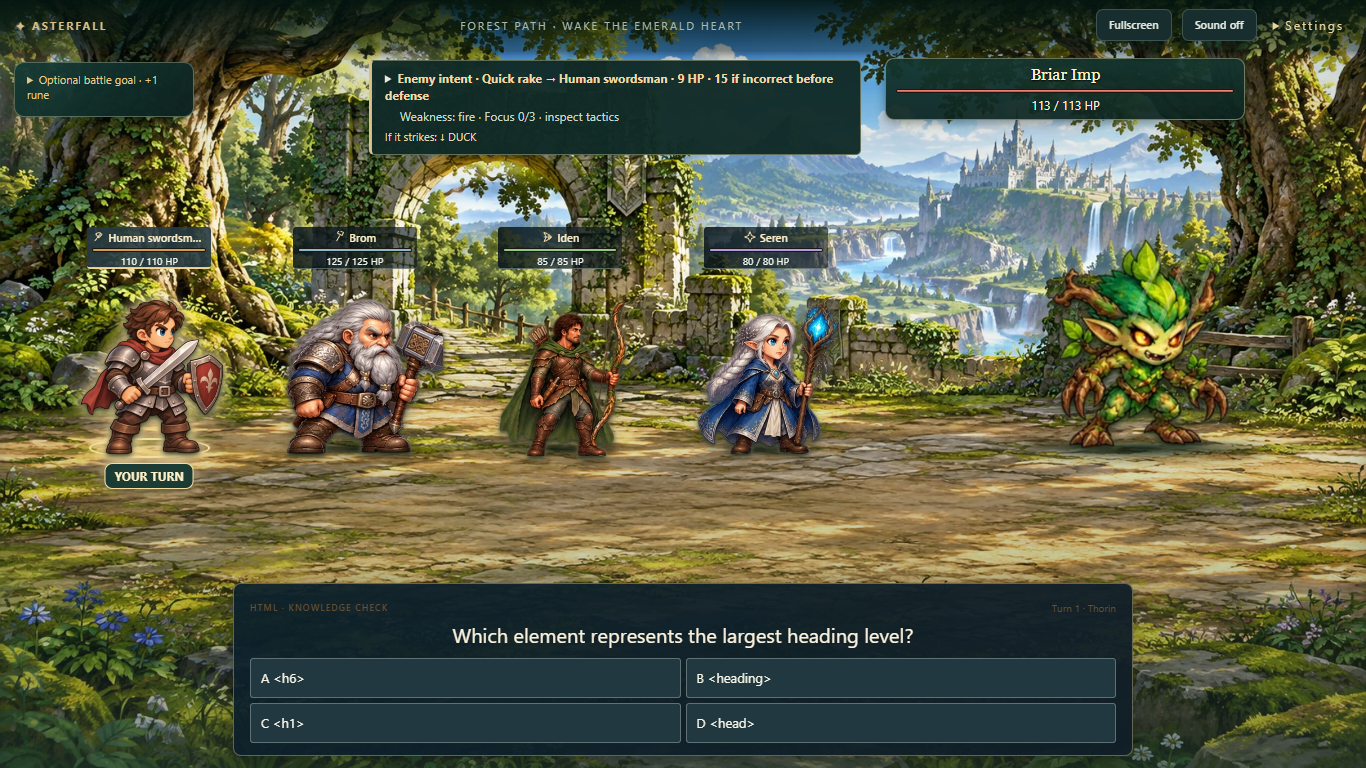 ✦ ASTERFALL
FOREST PATH · WAKE THE EMERALD HEART
Fullscreen
Sound off
▸ Settings
▸ Optional battle goal · +1
rune
▸ Enemy intent · Quick rake → Human swordsman · 9 HP · 15 if incorrect before
defense
Weakness: fire · Focus 0/3 · inspect tactics
If it strikes: ↓ DUCK
Briar Imp
113 / 113 HP
Human swordsm...
110 / 110 HP
Brom
125 / 125 HP
Iden
85 / 85 HP
Seren
80 / 80 HP
YOUR TURN
HTML · KNOWLEDGE CHECK
Turn 1 · Thorin
Which element represents the largest heading level?
A <h6>
B <heading>
C <h1>
D <head>